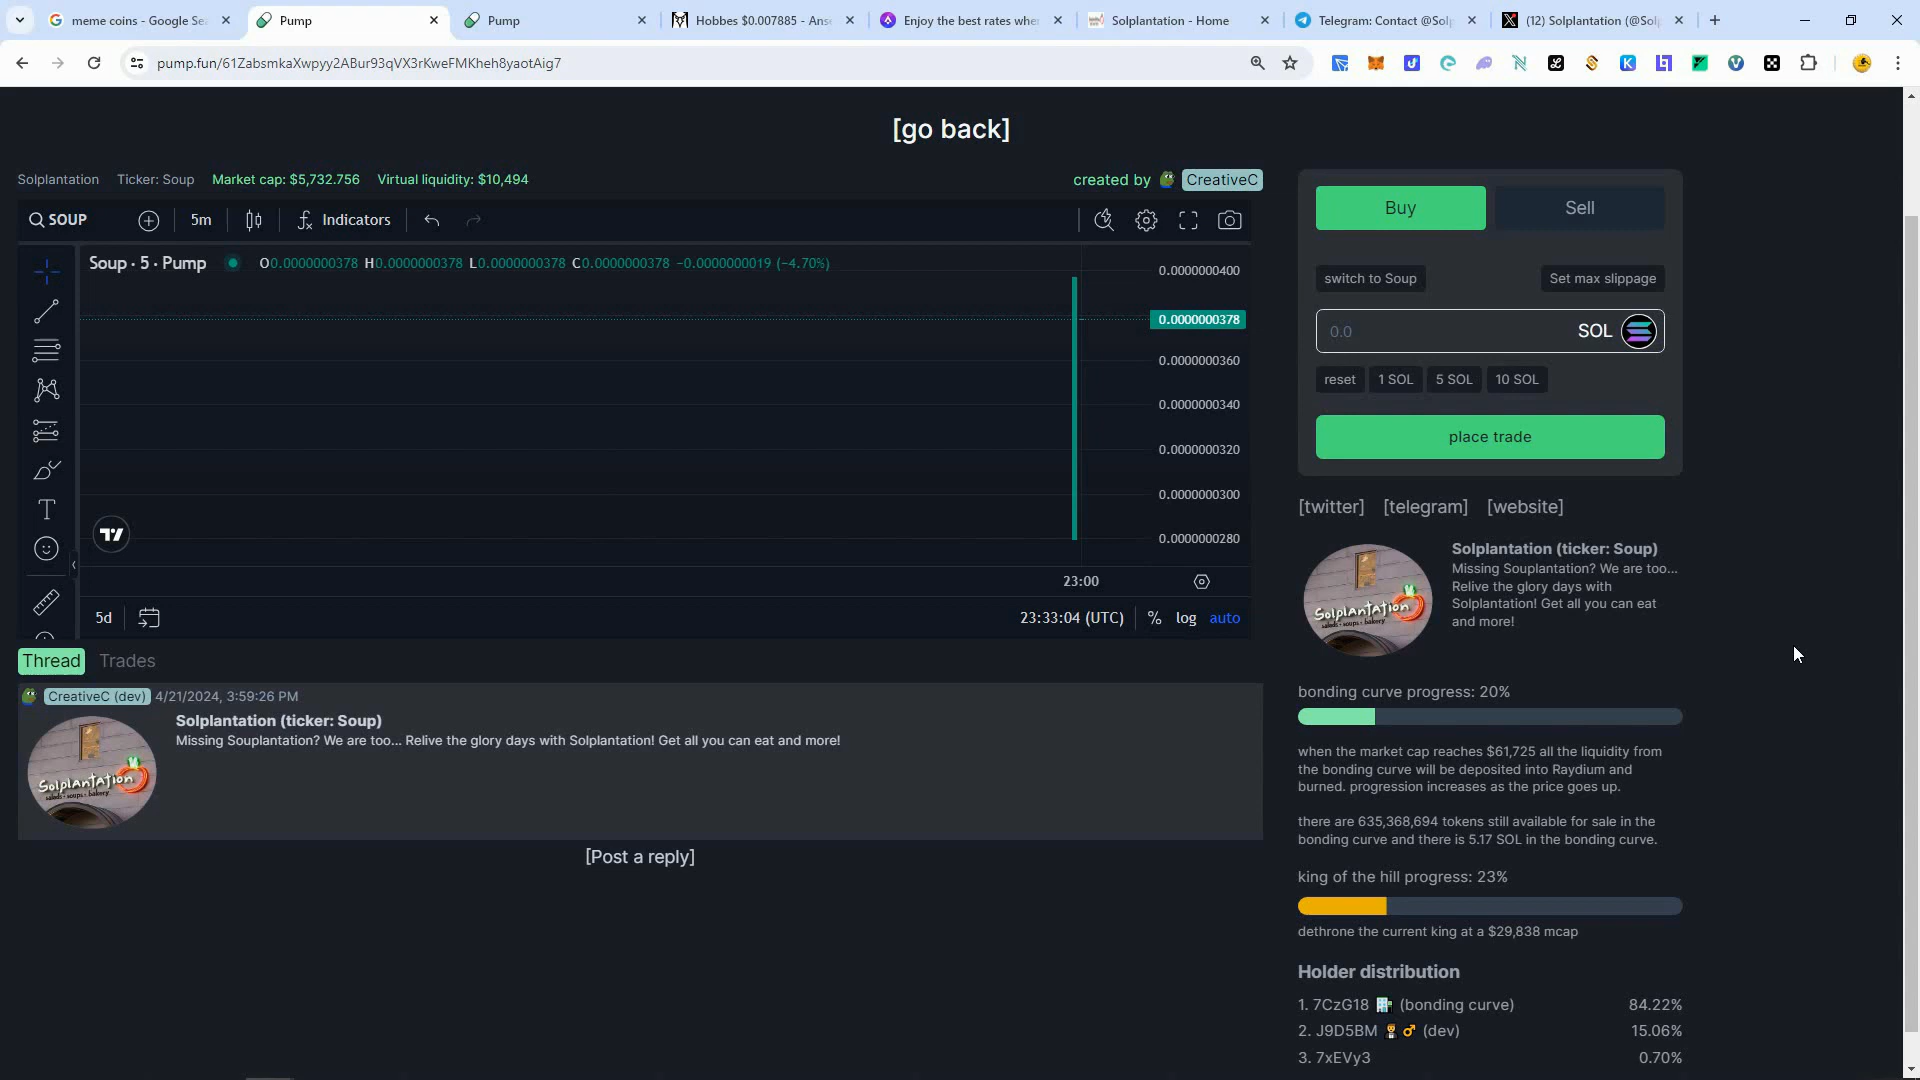 meme coins - Google Se
Pump
Pump
Hobbes $0.007885 - Ans
Enjoy the best rates when
Solplantation - Home
Telegram: Contact @Solp
(12) Solplantation (@Solp
pump.fun/61ZabsmkaXwpyy2ABur93qVX3rKweFMKheh8yaotAig7
[go back]
Solplantation Ticker: Soup Market cap: $5,732.756 Virtual liquidity: $10,494
created by CreativeC
SOUP 5m Indicators
Soup · 5 · Pump O0.0000000378 H0.0000000378 L0.0000000378 C0.0000000378 −0.0000000019 (−4.70%)
0.0000000400
0.0000000378
0.0000000360
0.0000000340
0.0000000320
0.0000000300
0.0000000280
23:00
5d
23:33:04 (UTC) % log auto
Thread Trades
CreativeC (dev) 4/21/2024, 3:59:26 PM
Solplantation (ticker: Soup)
Missing Souplantation? We are too... Relive the glory days with Solplantation! Get all you can eat and more!
Solplantation
salads · soups · bakery
[Post a reply]
Buy Sell
switch to Soup Set max slippage
0.0 SOL
reset 1 SOL 5 SOL 10 SOL
place trade
[twitter] [telegram] [website]
Solplantation
salads · soups · bakery
Solplantation (ticker: Soup)
Missing Souplantation? We are too...
Relive the glory days with
Solplantation! Get all you can eat
and more!
bonding curve progress: 20%
when the market cap reaches $61,725 all the liquidity from
the bonding curve will be deposited into Raydium and
burned. progression increases as the price goes up.
there are 635,368,694 tokens still available for sale in the
bonding curve and there is 5.17 SOL in the bonding curve.
king of the hill progress: 23%
dethrone the current king at a $29,838 mcap
Holder distribution
1. 7CzG18 (bonding curve) 84.22%
2. J9D5BM (dev) 15.06%
3. 7xEVy3 0.70%